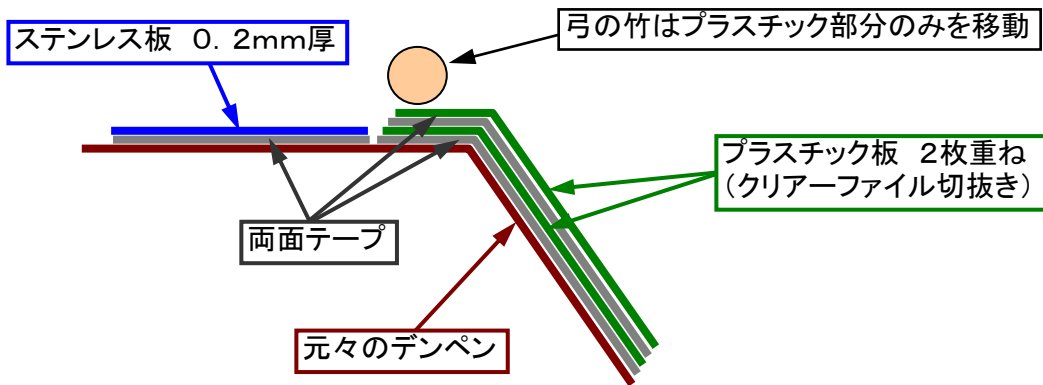 弓の竹はプラスチック部分のみを移動
ステンレス板　０．２ｍｍ厚
プラスチック板　２枚重ね
（クリアーファイル切抜き）
両面テープ
元々のデンペン